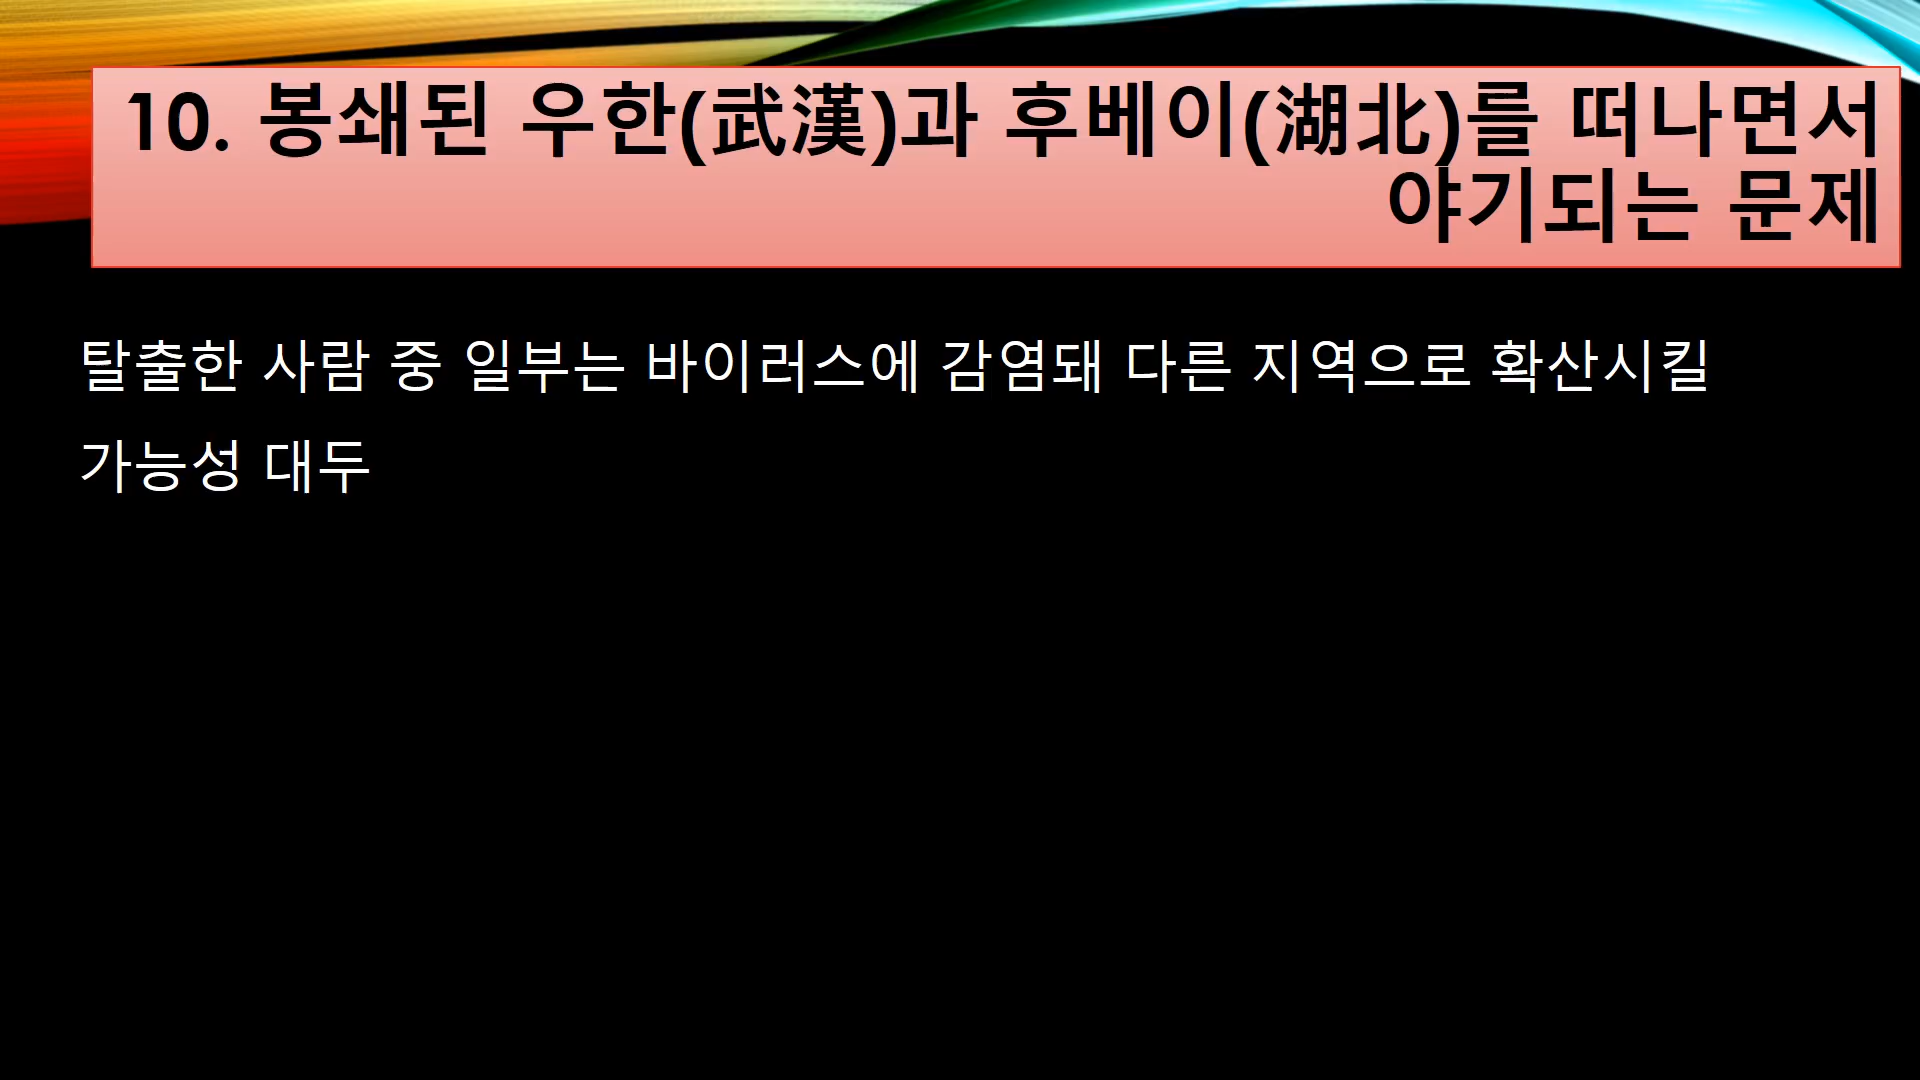 10. 봉쇄된 우한(武漢)과 후베이(湖北)를 떠나면서
야기되는 문제
탈출한 사람 중 일부는 바이러스에 감염돼 다른 지역으로 확산시킬
가능성 대두